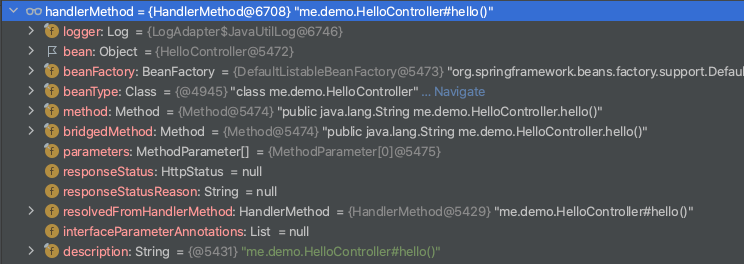 handlerMethod = {HandlerMethod@6708} "me.demo.HelloController#hello()"
logger: Log = {LogAdapter$JavaUtilLog@6746}
bean: Object = {HelloController@5472}
beanFactory: BeanFactory = {DefaultListableBeanFactory@5473} "org.springframework.beans.factory.support.Defau
beanType: Class = {@4945} "class me.demo.HelloController" ... Navigate
method: Method = {Method@5474} "public java.lang.String me.demo.HelloController.hello()"
bridgedMethod: Method = {Method@5474} "public java.lang.String me.demo.HelloController.hello()"
parameters: MethodParameter[] = {MethodParameter[0]@5475}
responseStatus: HttpStatus = null
responseStatusReason: String = null
resolvedFromHandlerMethod: HandlerMethod = {HandlerMethod@5429} "me.demo.HelloController#hello()"
interfaceParameterAnnotations: List = null
description: String = {@5431} "me.demo.HelloController#hello()"